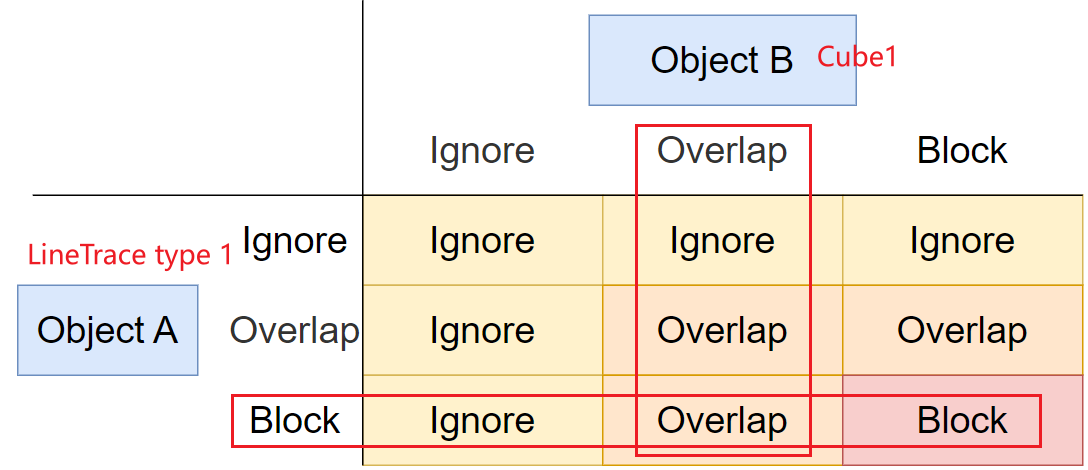 Object B Cube1
Ignore Overlap Block
LineTrace type 1 Ignore Ignore Ignore Ignore
Object A Overlap Ignore Overlap Overlap
Block Ignore Overlap Block